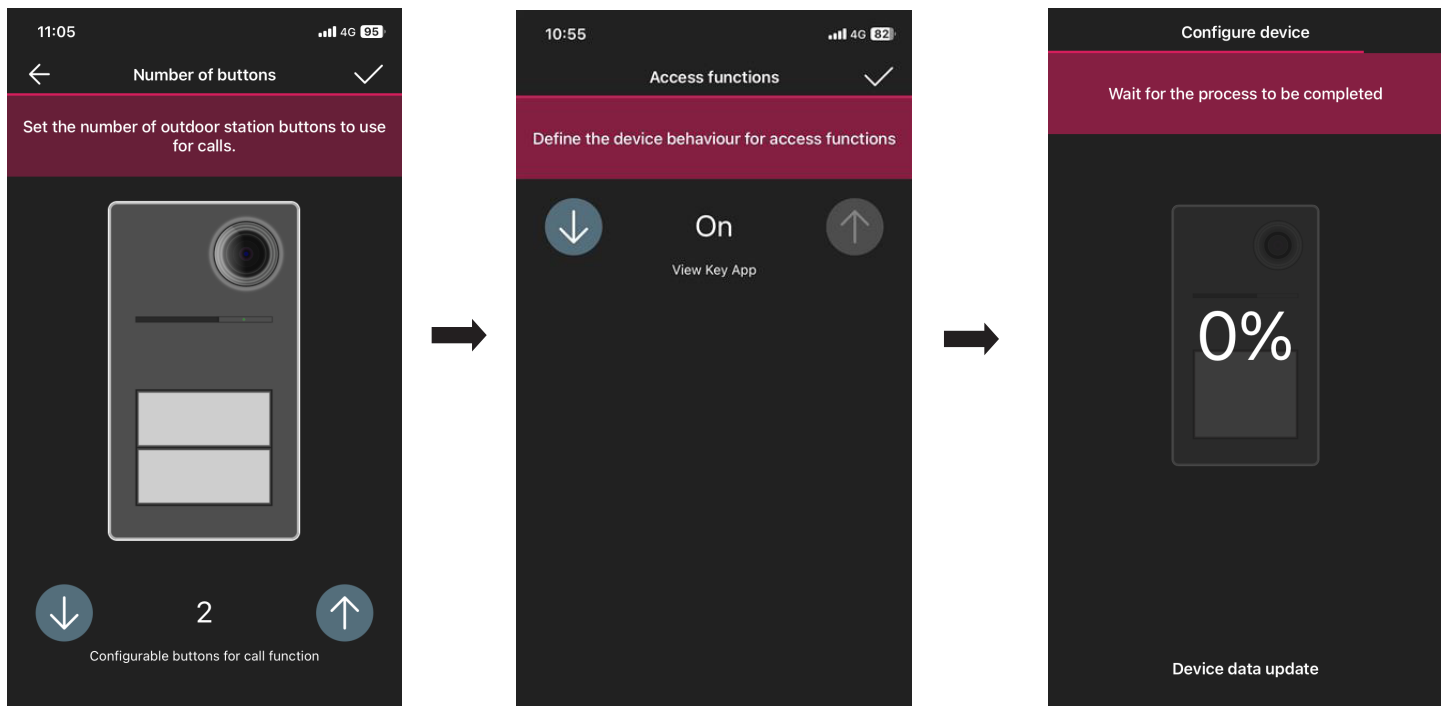 11:05
4G 95
Number of buttons
Set the number of outdoor station buttons to use
for calls.
2
Configurable buttons for call function
10:55
4G 82
Access functions
Define the device behaviour for access functions
On
View Key App
Configure device
Wait for the process to be completed
0%
Device data update